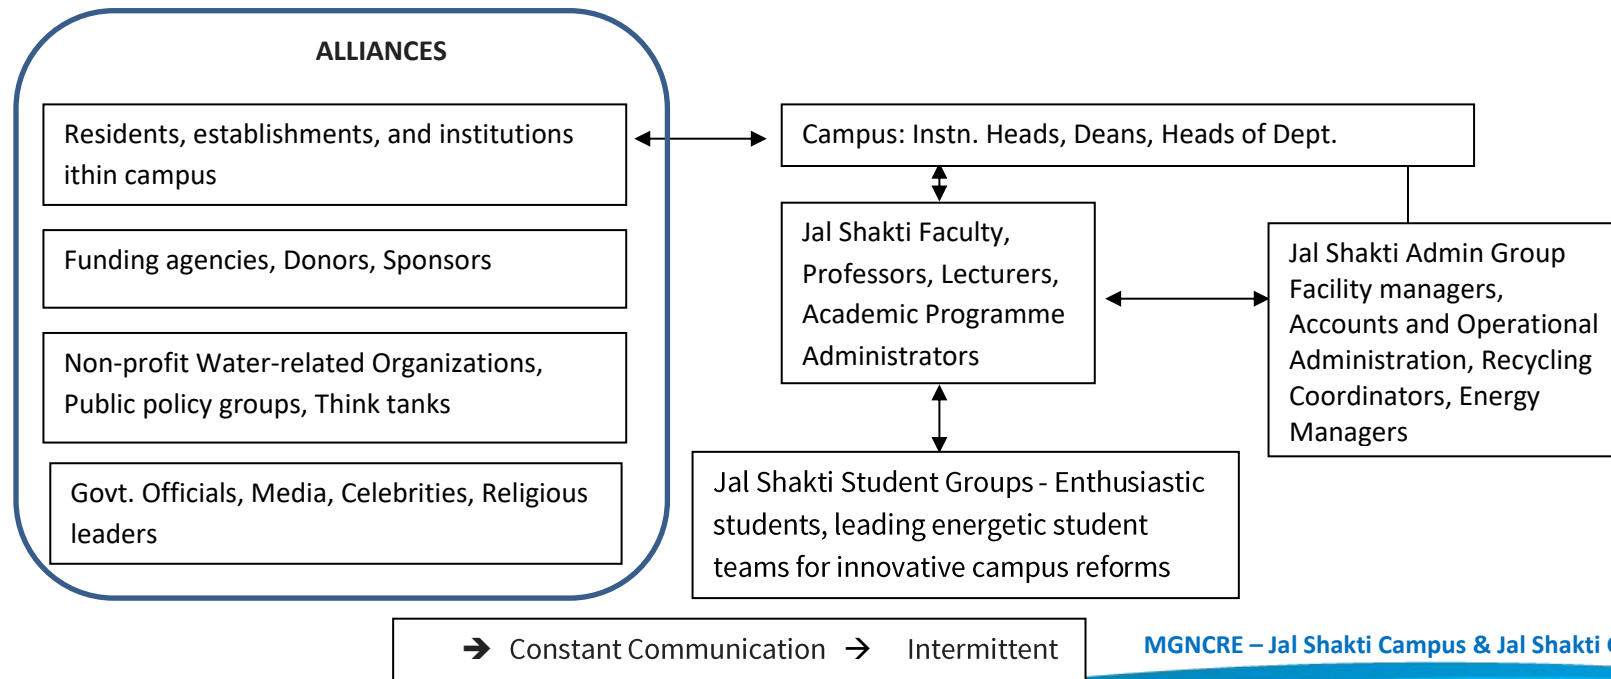 ALLIANCES
Residents, establishments, and institutions
ithin campus
Funding agencies, Donors, Sponsors
Non-profit Water-related Organizations,
Public policy groups, Think tanks
Govt. Officials, Media, Celebrities, Religious
leaders
Campus: Instn. Heads, Deans, Heads of Dept.
Jal Shakti Faculty,
Professors, Lecturers,
Academic Programme
Administrators
Jal Shakti Admin Group
Facility managers,
Accounts and Operational
Administration, Recycling
Coordinators, Energy
Managers
Jal Shakti Student Groups - Enthusiastic
students, leading energetic student
teams for innovative campus reforms
➔ Constant Communication → Intermittent
MGNCRE – Jal Shakti Campus & Jal Shakti